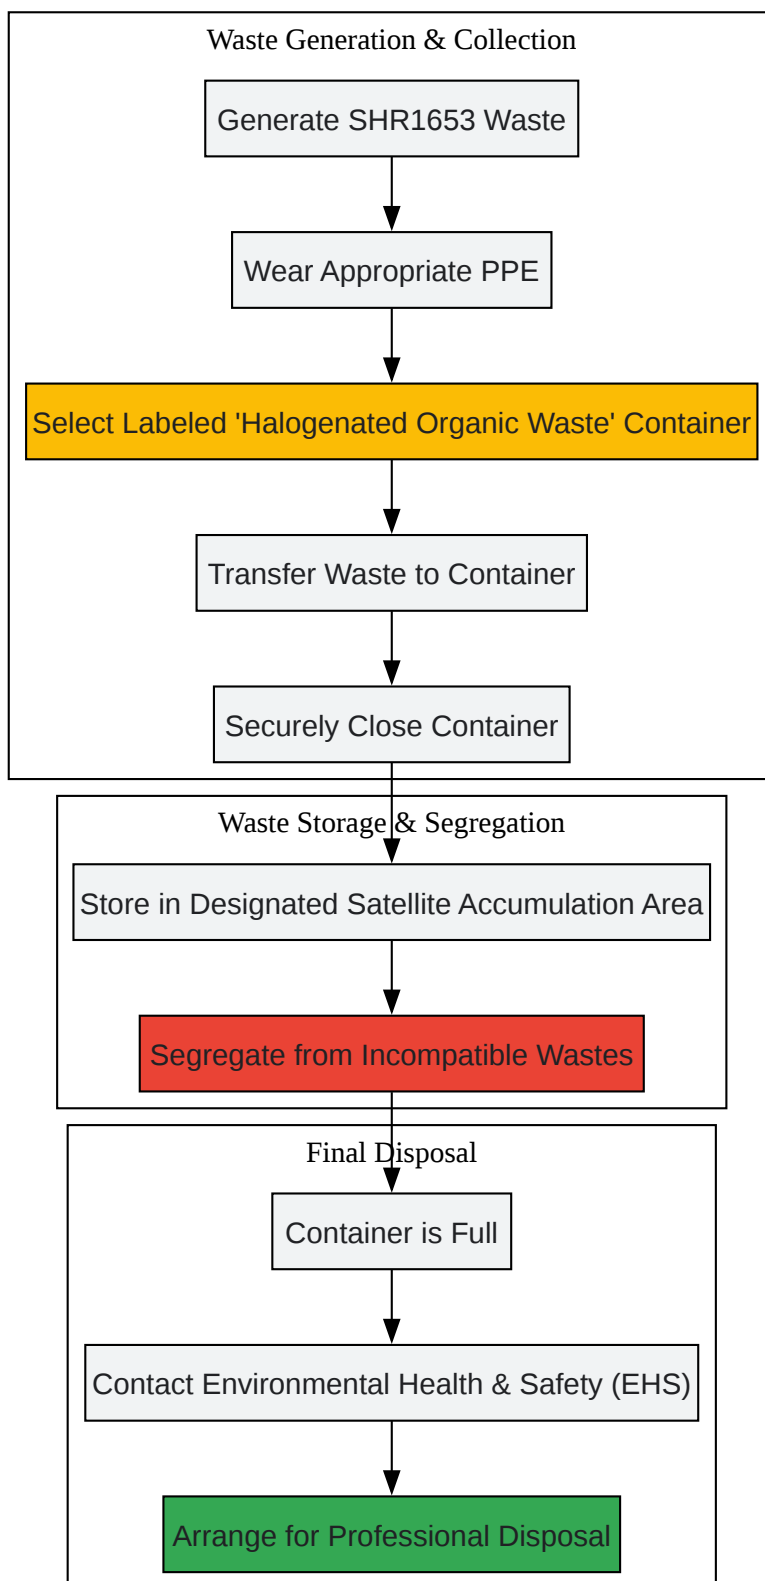 Waste Generation & Collection
Generate SHR1653 Waste
Wear Appropriate PPE
Select Labeled 'Halogenated Organic Waste' Container
Transfer Waste to Container
Securely Close Container
Waste Storage & Segregation
Store in Designated Satellite Accumulation Area
Segregate from Incompatible Wastes
Final Disposal
Container is Full
Contact Environmental Health & Safety (EHS)
Arrange for Professional Disposal